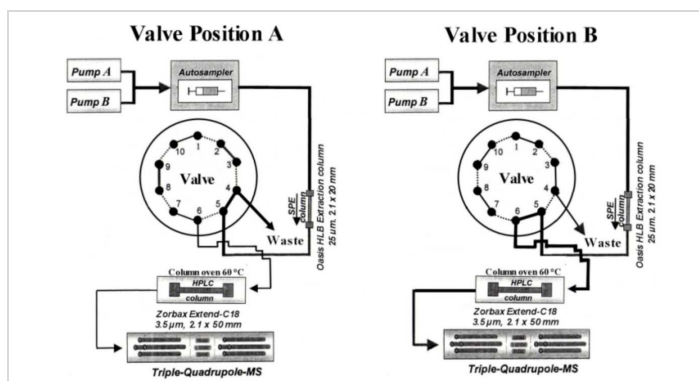 Valve Position A
Pump A
Pump B
Autosampler
1
2
3
4
5
6
7
8
9
10
Valve
Waste
SPE
column
Oasis HLB Extraction column
25 µm, 2.1 x 20 mm
Column oven 60 °C
HPLC
column
Zorbax Extend-C18
3.5 µm, 2.1 x 50 mm
Triple-Quadrupole-MS
Valve Position B
Pump A
Pump B
Autosampler
1
2
3
4
5
6
7
8
9
10
Valve
Waste
SPE
column
Oasis HLB Extraction column
25 µm, 2.1 x 20 mm
Column oven 60 °C
HPLC
column
Zorbax Extend-C18
3.5 µm, 2.1 x 50 mm
Triple-Quadrupole-MS